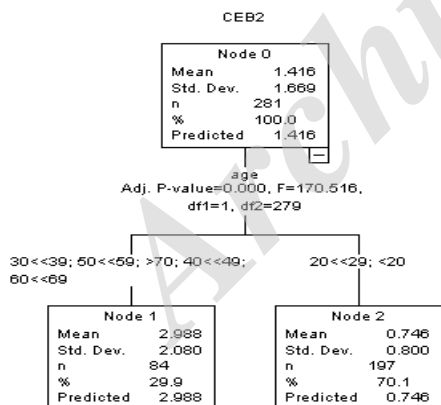 CEB2
Node 0
Mean 1.416
Std. Dev. 1.669
n 281
% 100.0
Predicted 1.416
age
Adj. P-value=0.000, F=170.516,
df1=1, df2=279
30<<39; 50<<59; >70; 40<<49;
60<<69
20<<29; <20
Node 1
Mean 2.988
Std. Dev. 2.080
n 84
% 29.9
Predicted 2.988
Node 2
Mean 0.746
Std. Dev. 0.800
n 197
% 70.1
Predicted 0.746